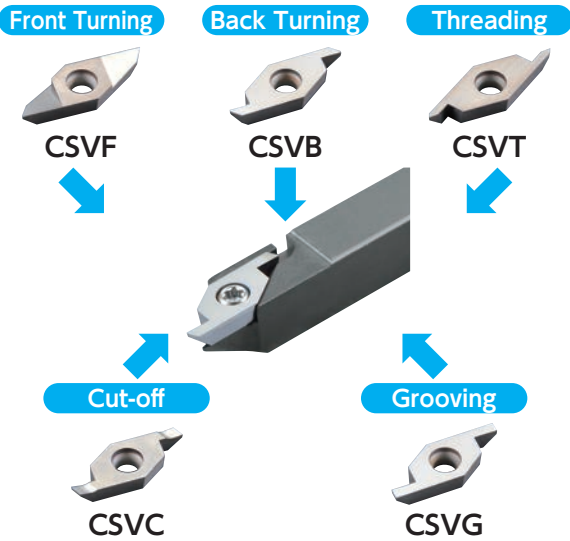 Front Turning
Back Turning
Threading
CSVF
CSVB
CSVT
Cut-off
Grooving
CSVC
CSVG